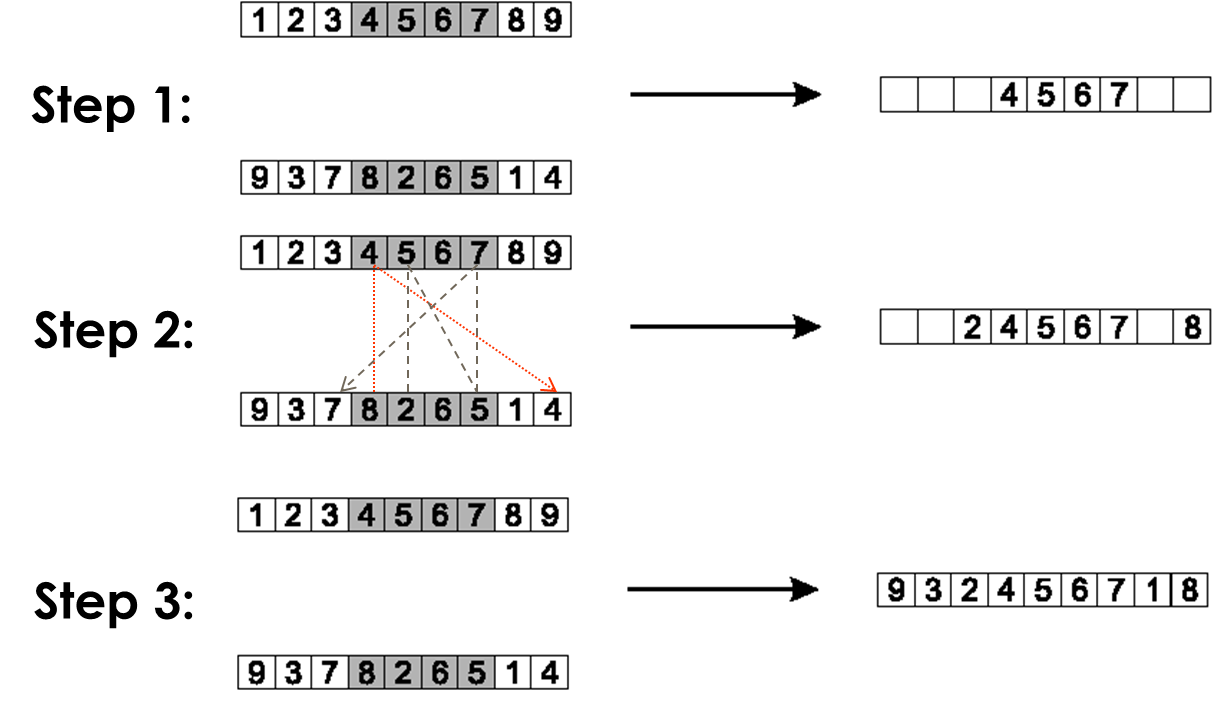 1 2 3 4 5 6 7 8 9
Step 1:
4 5 6 7
9 3 7 8 2 6 5 1 4
1 2 3 4 5 6 7 8 9
Step 2:
2 4 5 6 7 8
9 3 7 8 2 6 5 1 4
1 2 3 4 5 6 7 8 9
Step 3:
9 3 2 4 5 6 7 1 8
9 3 7 8 2 6 5 1 4